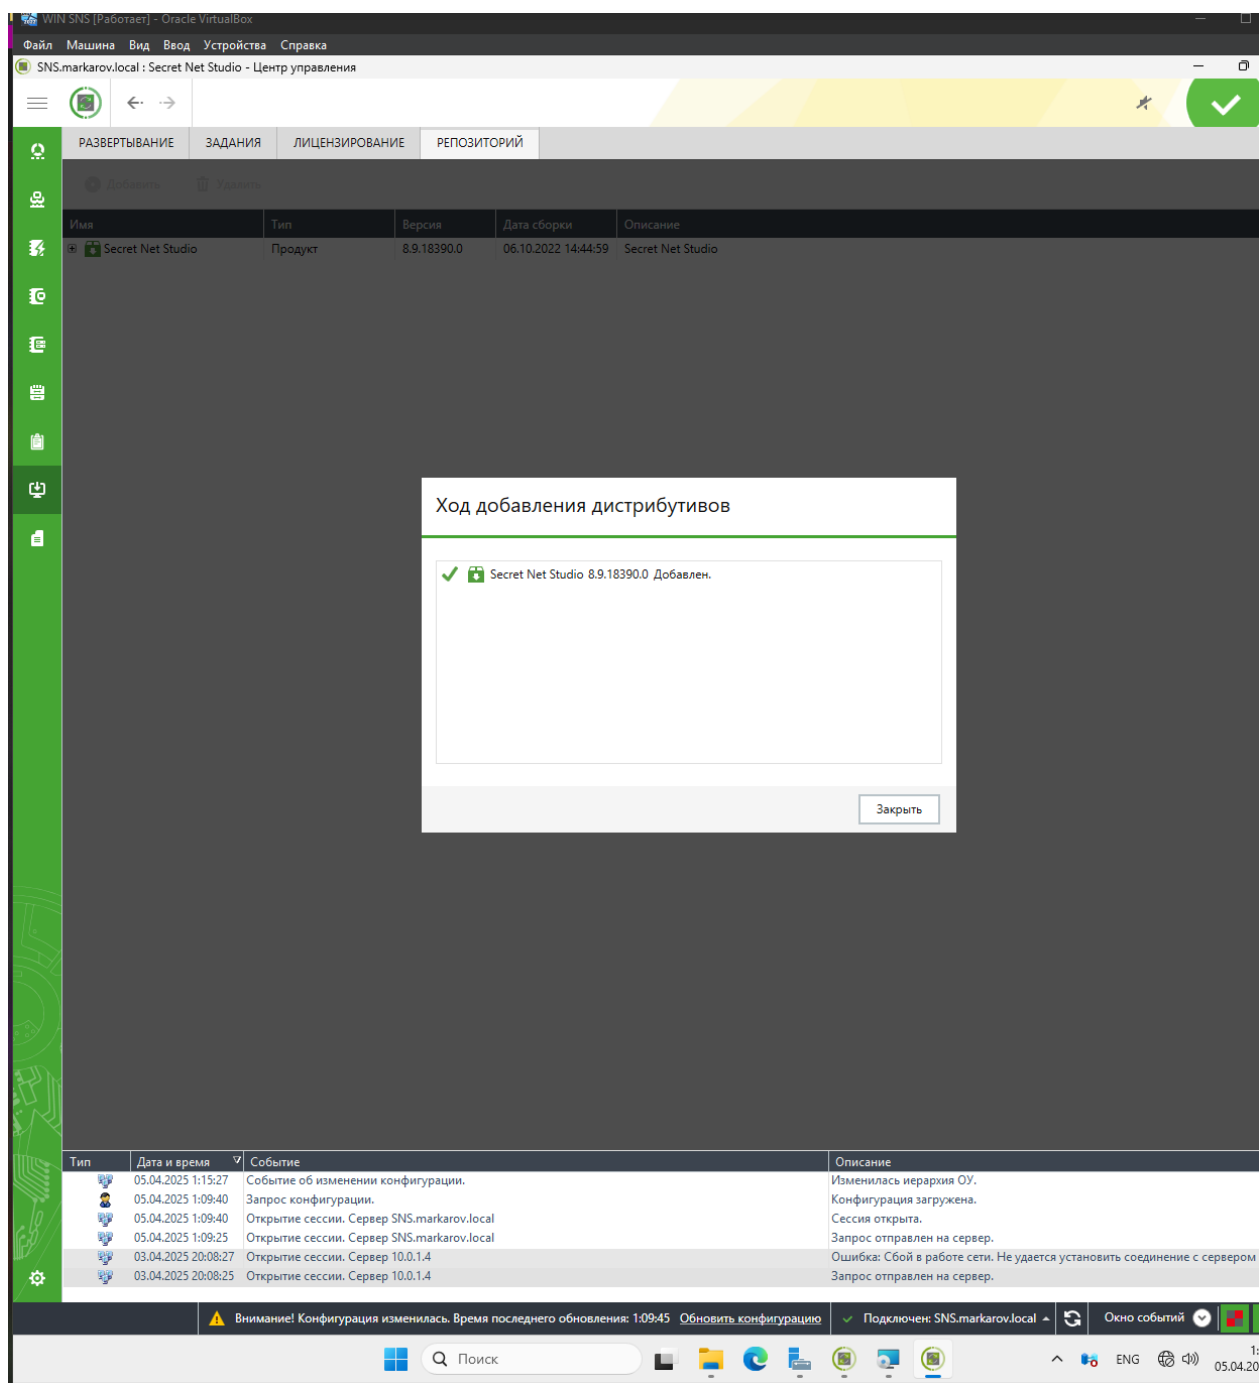 WIN SNS [Работает] - Oracle VirtualBox
Файл Машина Вид Ввод Устройства Справка
SNS.markarov.local : Secret Net Studio - Центр управления
РАЗВЕРТЫВАНИЕ ЗАДАНИЯ ЛИЦЕНЗИРОВАНИЕ РЕПОЗИТОРИЙ
Добавить Удалить
Имя Тип Версия Дата сборки Описание
Secret Net Studio Продукт 8.9.18390.0 06.10.2022 14:44:59 Secret Net Studio
Ход добавления дистрибутивов
Secret Net Studio 8.9.18390.0 Добавлен.
Закрыть
Тип Дата и время Событие Описание
05.04.2025 1:15:27 Событие об изменении конфигурации. Изменилась иерархия ОУ.
05.04.2025 1:09:40 Запрос конфигурации. Конфигурация загружена.
05.04.2025 1:09:40 Открытие сессии. Сервер SNS.markarov.local Сессия открыта.
05.04.2025 1:09:25 Открытие сессии. Сервер SNS.markarov.local Запрос отправлен на сервер.
03.04.2025 20:08:27 Открытие сессии. Сервер 10.0.1.4 Ошибка: Сбой в работе сети. Не удается установить соединение с сервером
03.04.2025 20:08:25 Открытие сессии. Сервер 10.0.1.4 Запрос отправлен на сервер.
Внимание! Конфигурация изменилась. Время последнего обновления: 1:09:45 Обновить конфигурацию Подключен: SNS.markarov.local Окно событий
Поиск ENG 1:
05.04.20